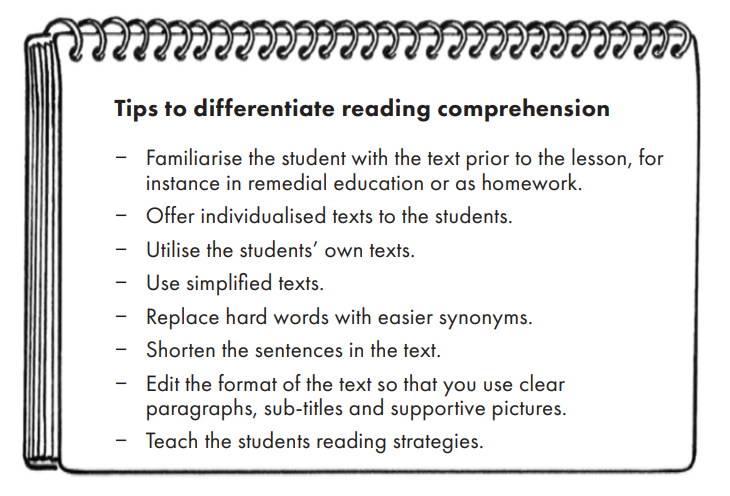 Tips to differentiate reading comprehension
– Familiarise the student with the text prior to the lesson, for
instance in remedial education or as homework.
– Offer individualised texts to the students.
– Utilise the students’ own texts.
– Use simplified texts.
– Replace hard words with easier synonyms.
– Shorten the sentences in the text.
– Edit the format of the text so that you use clear
paragraphs, sub-titles and supportive pictures.
– Teach the students reading strategies.